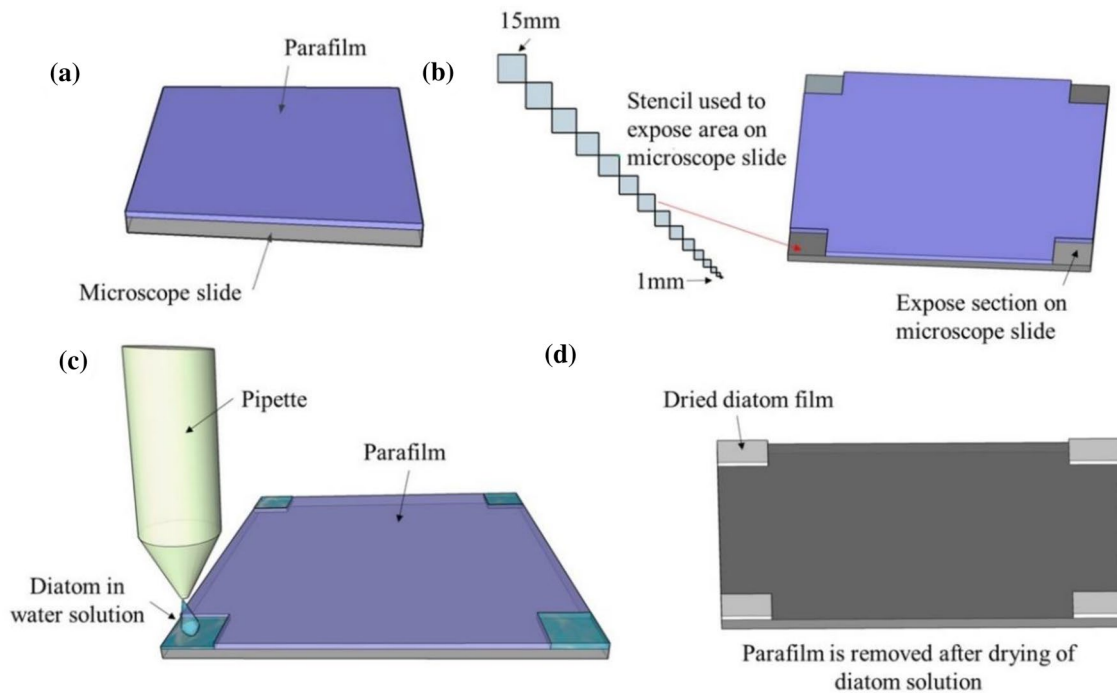 (a)
Parafilm
Microscope slide
(b)
15mm
Stencil used to
expose area on
microscope slide
1mm
Expose section on
microscope slide
(c)
Pipette
Parafilm
Diatom in
water solution
(d)
Dried diatom film
Parafilm is removed after drying of
diatom solution